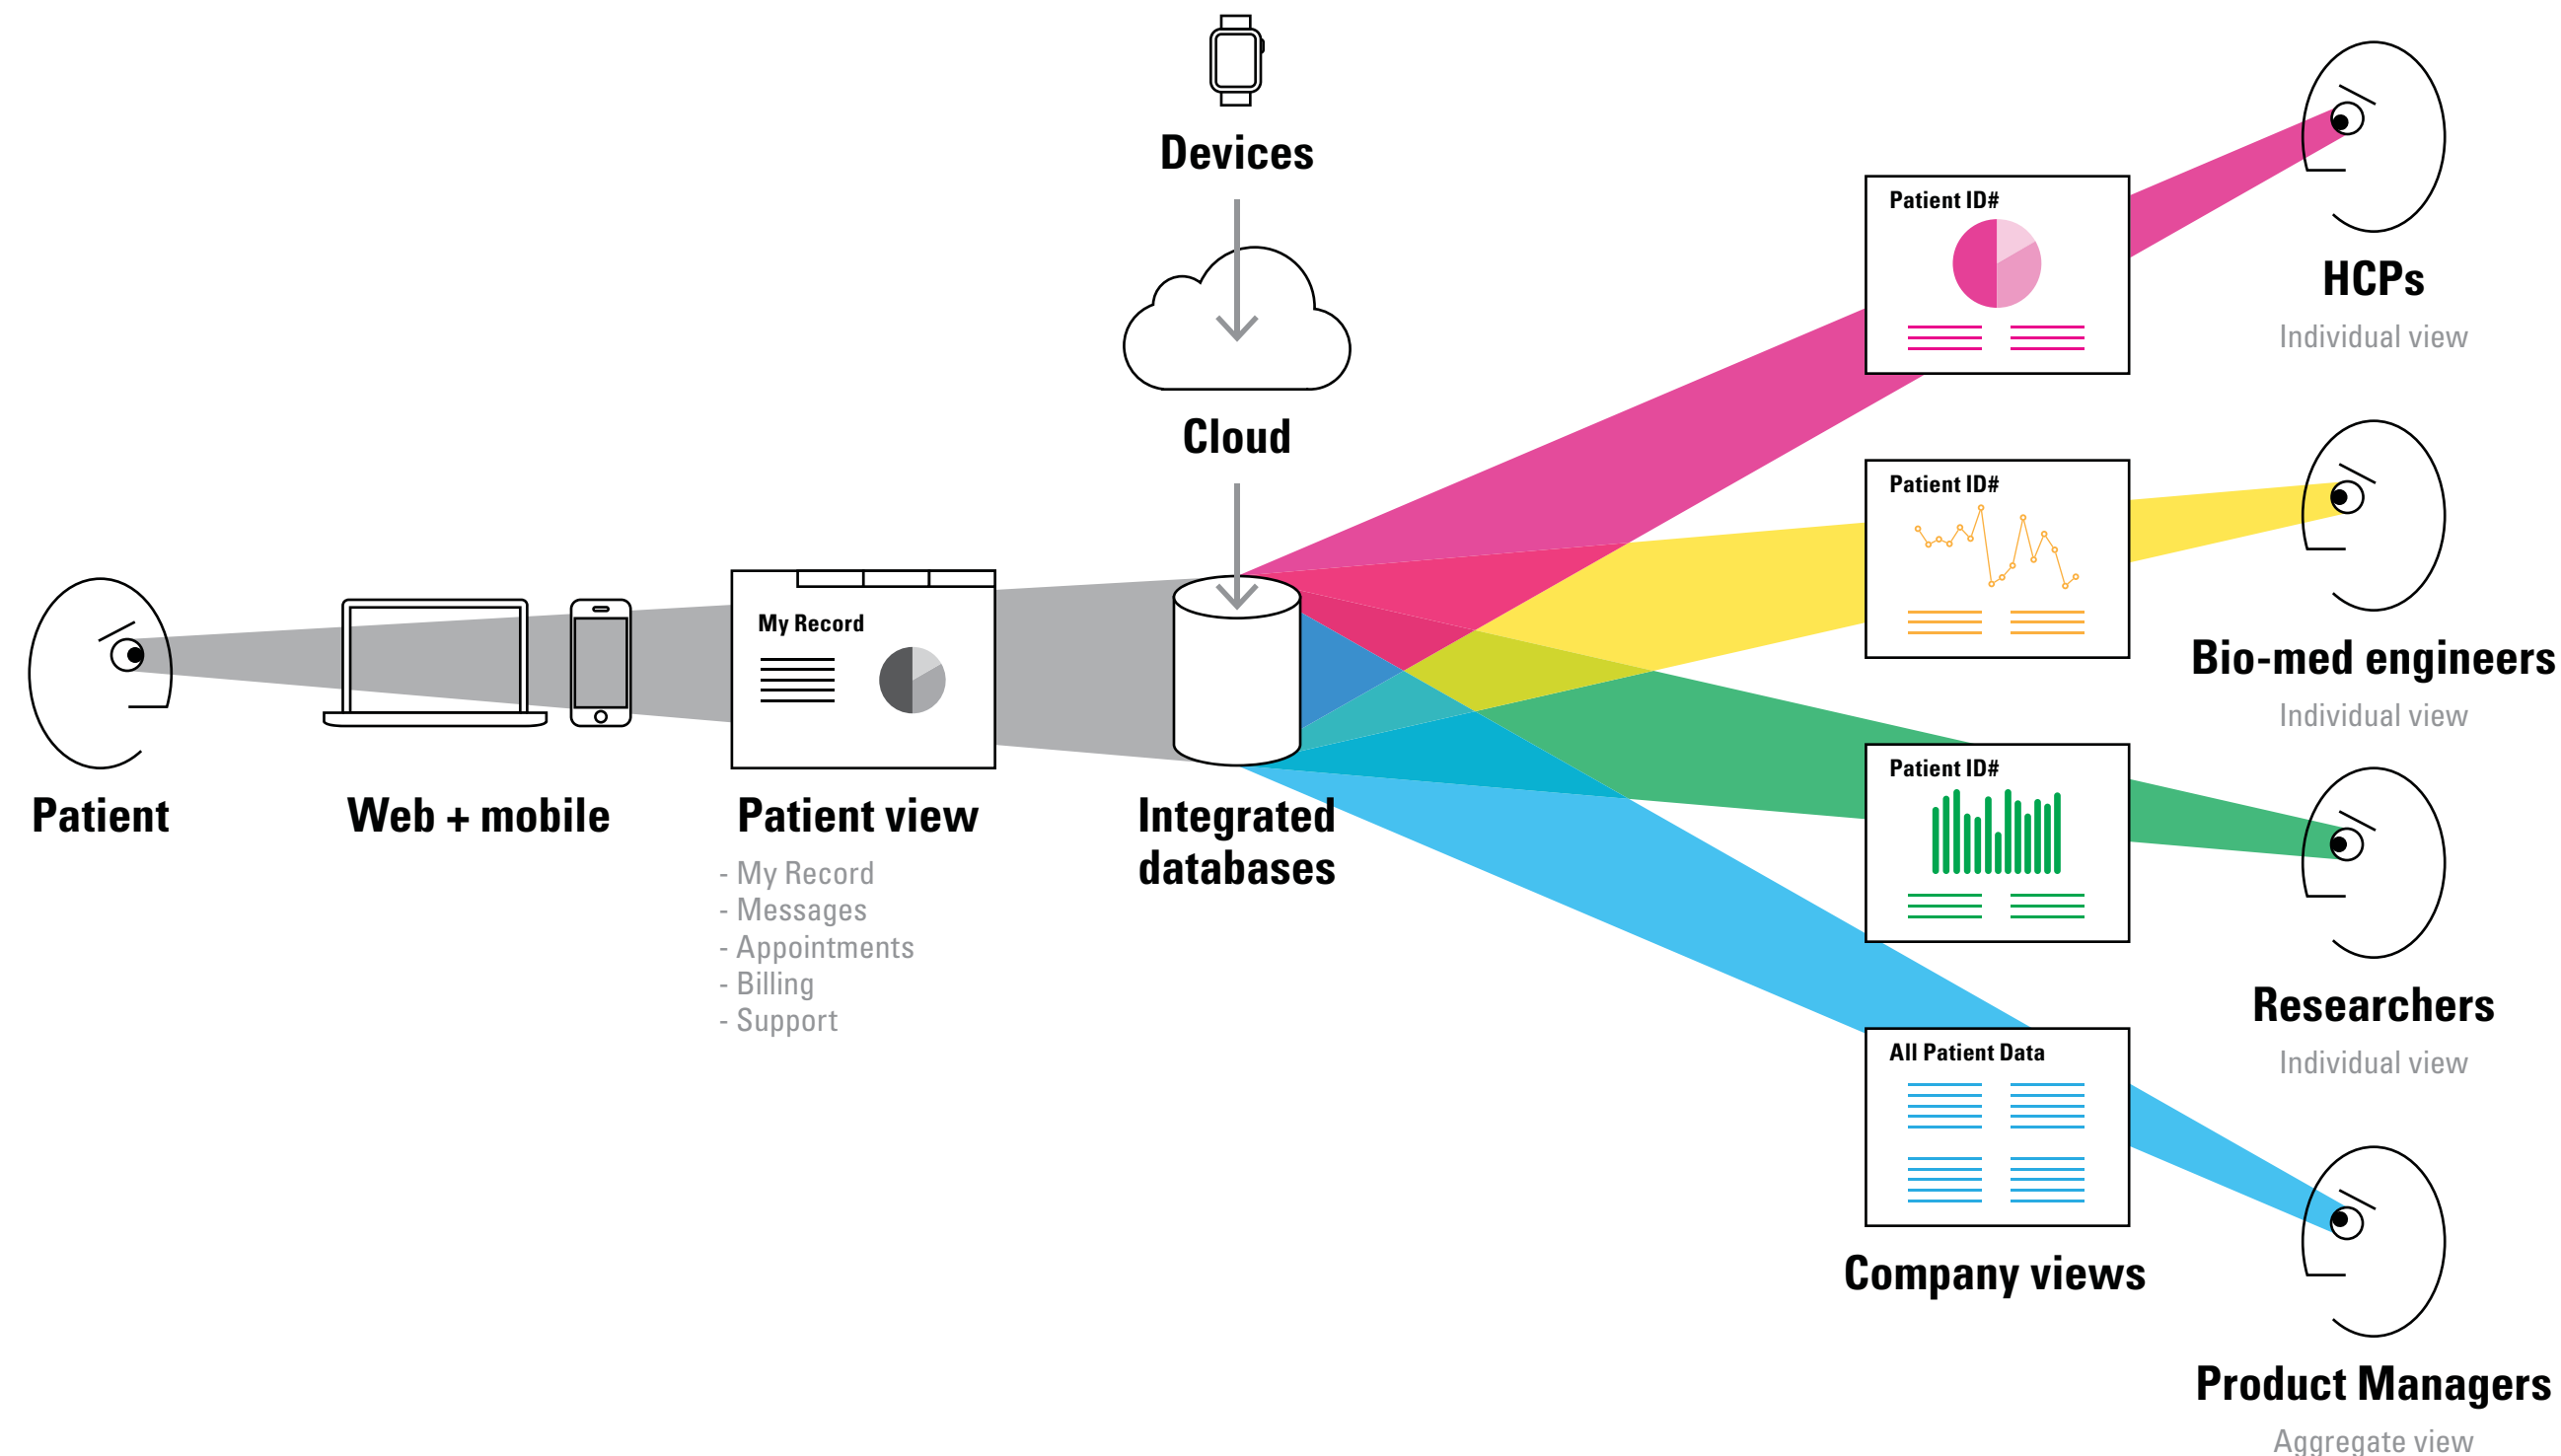 Devices
Cloud
Patient
Web + mobile
My Record
Patient view
- My Record
- Messages
- Appointments
- Billing
- Support
Integrated
databases
Patient ID#
HCPs
Individual view
Patient ID#
Bio-med engineers
Individual view
Patient ID#
Researchers
Individual view
All Patient Data
Company views
Product Managers
Aggregate view